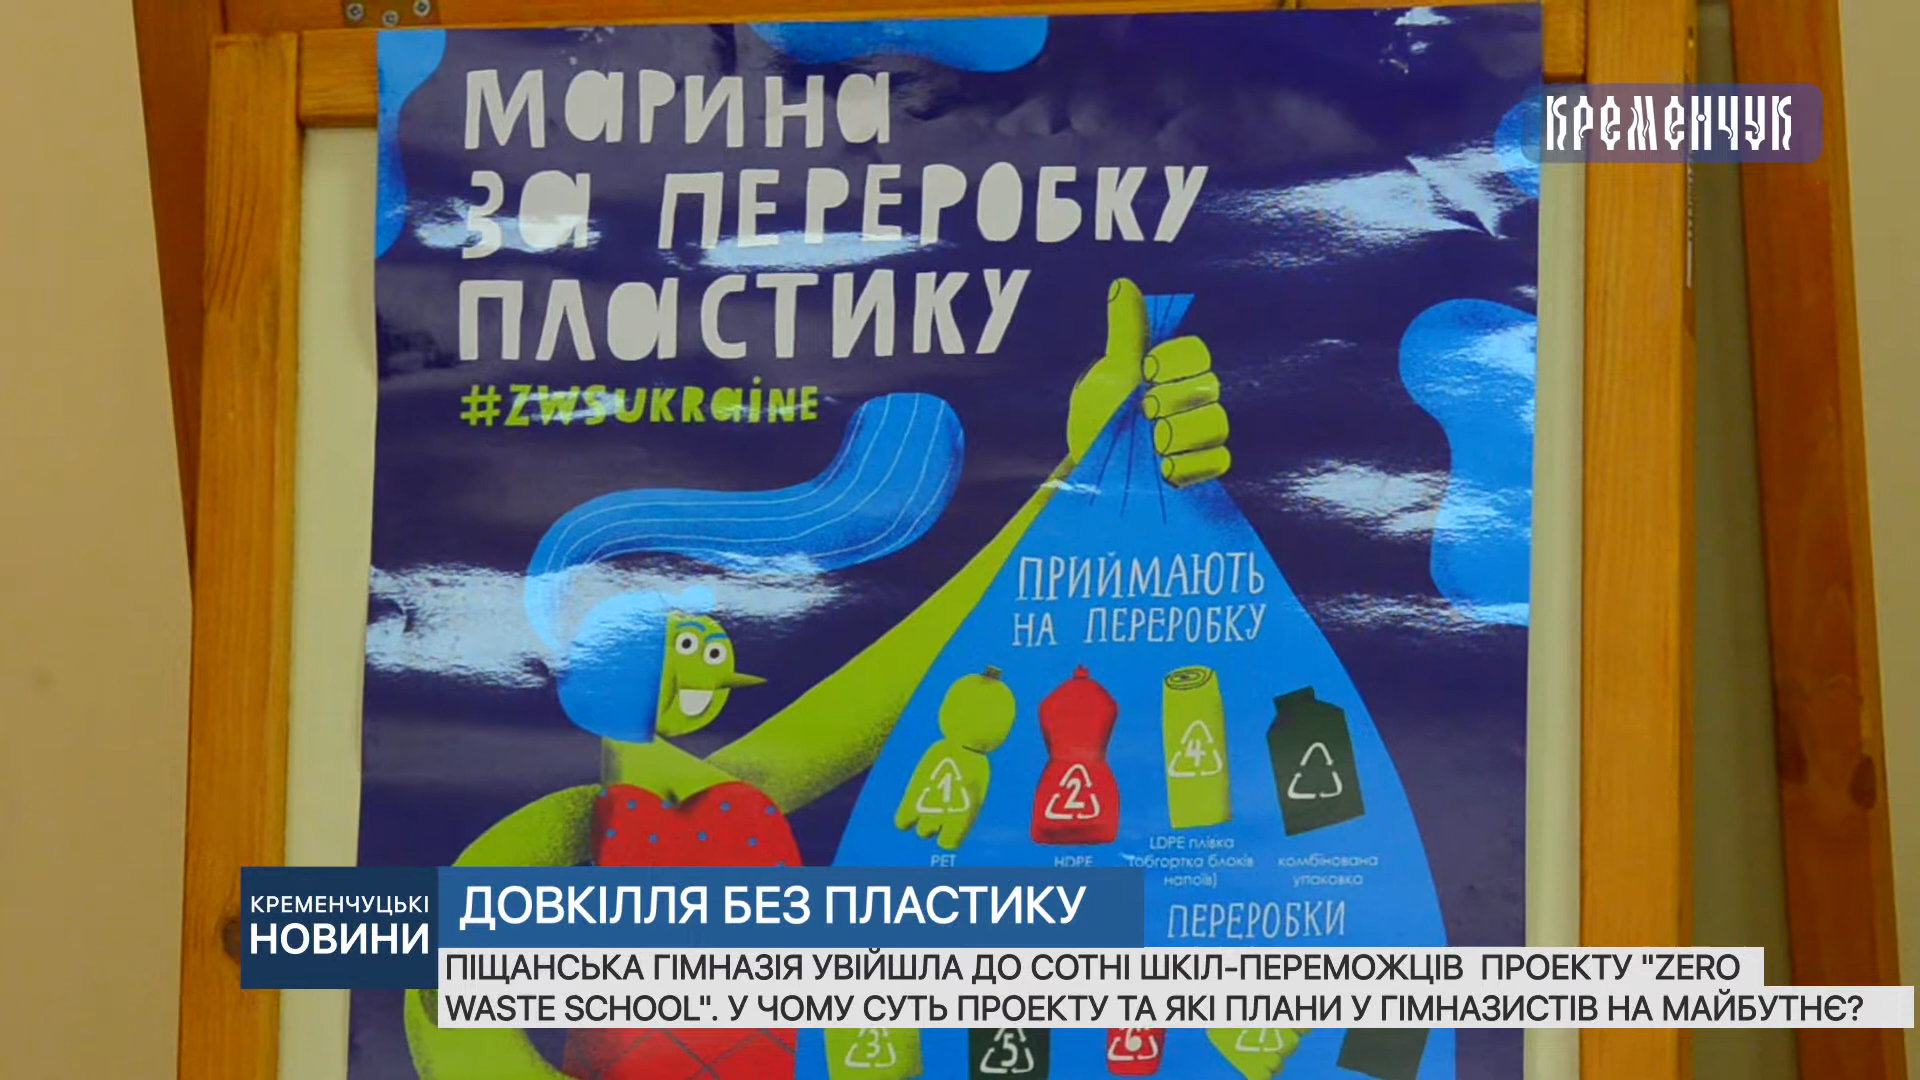 МАРИНА
ЗА ПЕРЕРОБКУ
ПЛАСТИКУ
#ZWSUKRAINE
КРЕМЕНЧУК
ПРИЙМАЮТЬ
НА ПЕРЕРОБКУ
1
2
4
PET
HDPE
LDPE плівка
(обгортка блоків
напоїв)
комбінована
упаковка
ПЕРЕРОБКИ
КРЕМЕНЧУЦЬКІ
НОВИНИ
ДОВКІЛЛЯ БЕЗ ПЛАСТИКУ
ПІЩАНСЬКА ГІМНАЗІЯ УВІЙШЛА ДО СОТНІ ШКІЛ-ПЕРЕМОЖЦІВ ПРОЕКТУ "ZERO
WASTE SCHOOL". У ЧОМУ СУТЬ ПРОЕКТУ ТА ЯКІ ПЛАНИ У ГІМНАЗИСТІВ НА МАЙБУТНЄ?
3
5
6
7